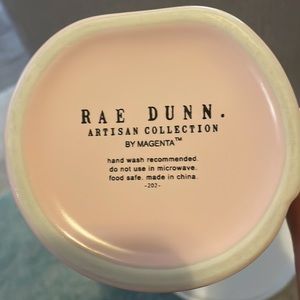 RAE DUNN.
ARTISAN COLLECTION
BY MAGENTA™
hand wash recommended.
do not use in microwave.
food safe. made in china.
-202-